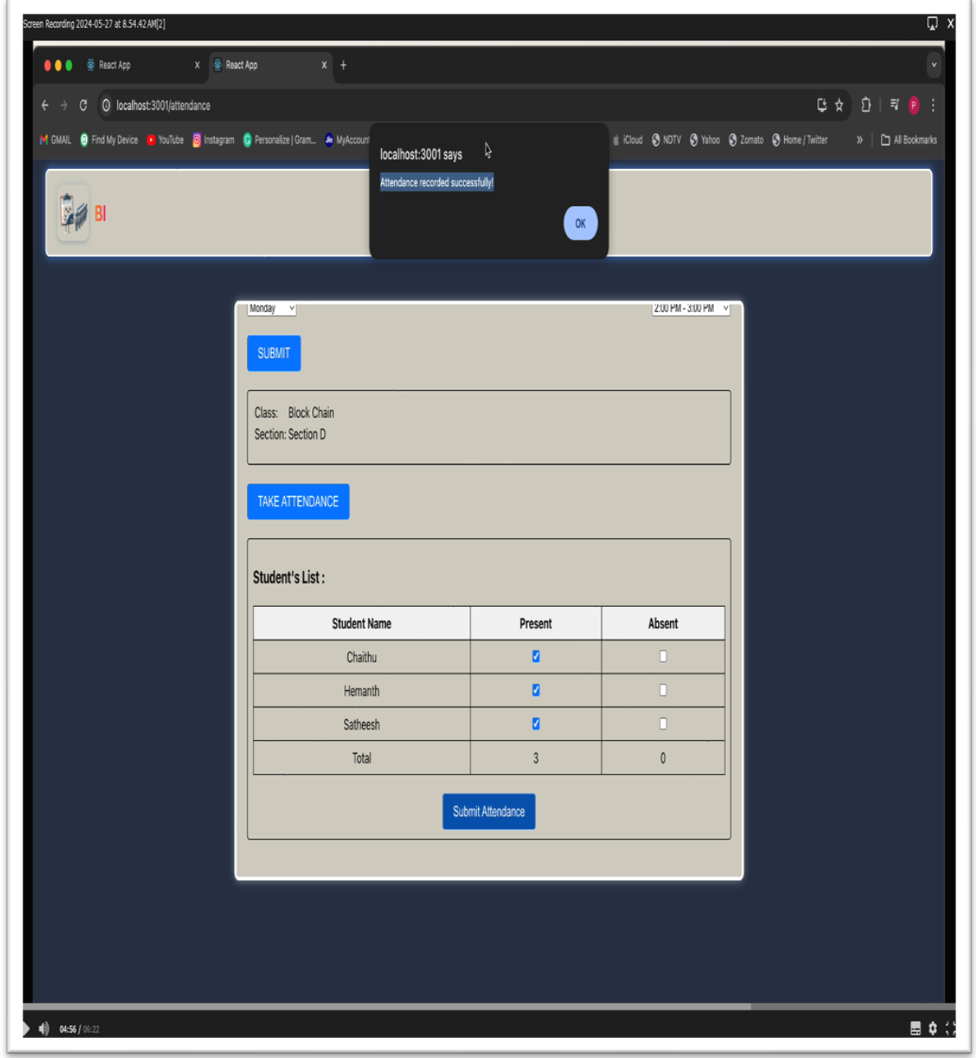 Screen Recording 2024-05-27 at 8.54.42 AM[2] X
React App x React App x +
localhost:3001/attendance P
GMAIL Find My Device YouTube Instagram Personalize | Gram... Jio MyAccount iCloud NDTV Yahoo Zomato Home / Twitter » All Bookmarks
localhost:3001 says
Attendance recorded successfully!
OK
BI
Monday 2:00 PM - 3:00 PM
SUBMIT
Class: Block Chain
Section: Section D
TAKE ATTENDANCE
Student's List :
Student Name Present Absent
Chaithu
Hemanth
Satheesh
Total 3 0
Submit Attendance
04:56 / 06:22